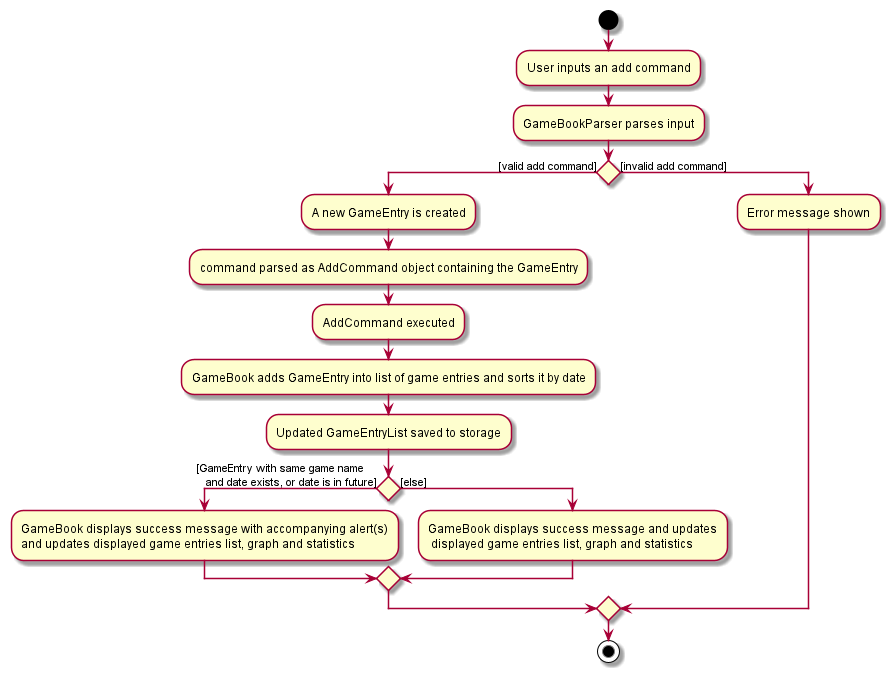 User inputs an add command
GameBookParser parses input
[valid add command]
[invalid add command]
A new GameEntry is created
Error message shown
command parsed as AddCommand object containing the GameEntry
AddCommand executed
GameBook adds GameEntry into list of game entries and sorts it by date
Updated GameEntryList saved to storage
[GameEntry with same game name
and date exists, or date is in future]
[else]
GameBook displays success message with accompanying alert(s)
and updates displayed game entries list, graph and statistics
GameBook displays success message and updates
displayed game entries list, graph and statistics